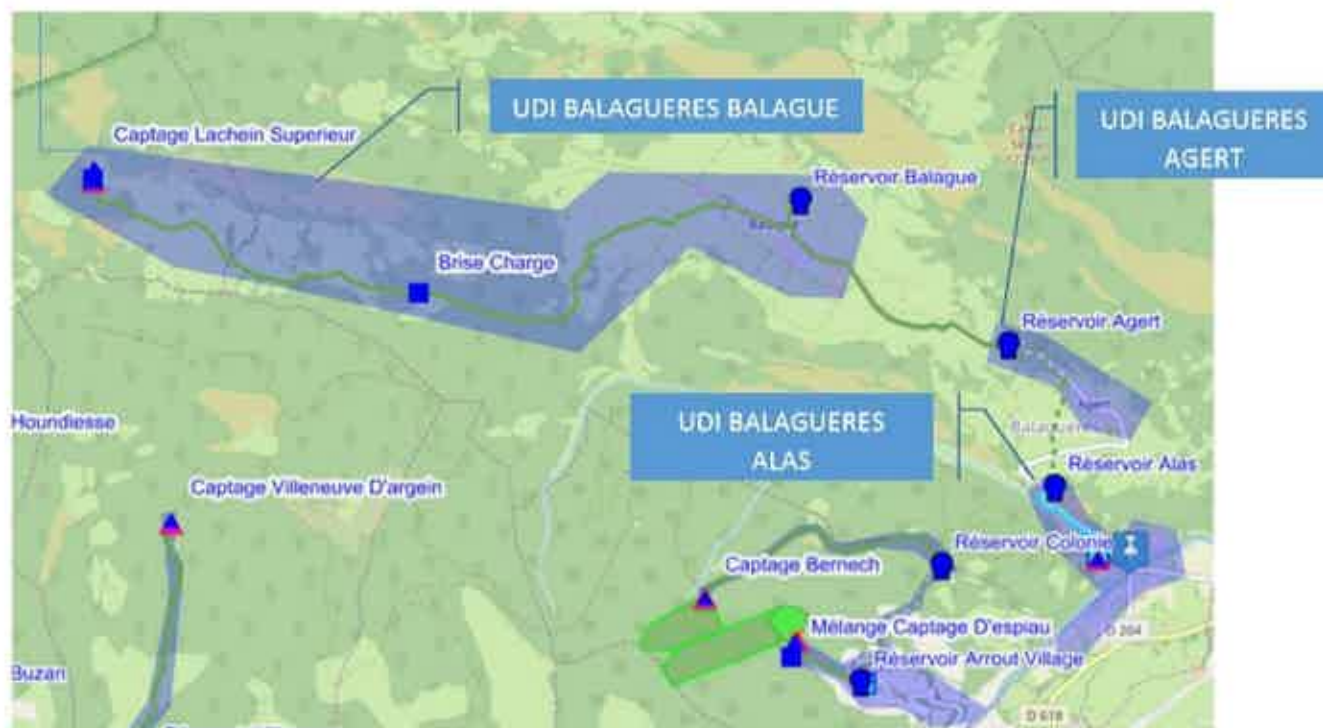 UDI BALAGUERES BALAGUE
UDI BALAGUERES
AGERT
Captage Lachein Superieur
Réservoir Balague
Brise Charge
Réservoir Agert
UDI BALAGUERES
ALAS
Houndiesse
Réservoir Alas
Captage Villeneuve D'argein
Réservoir Colonie
Captage Bernech
Mélange Captage D'espiau
D 204
Réservoir Arrout Village
Buzan
D 618